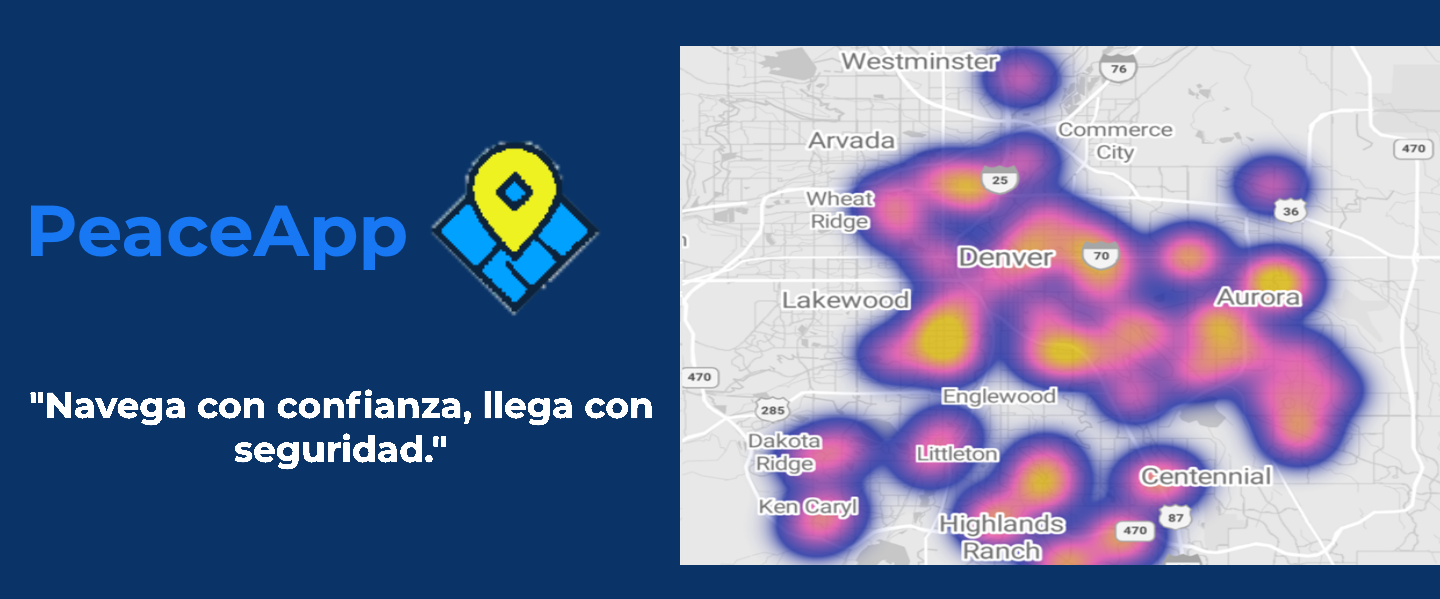 PeaceApp
"Navega con confianza, llega con
seguridad."
Westminster
76
Arvada
Commerce
City
470
25
Wheat
Ridge
36
Denver
70
Lakewood
Aurora
470
Englewood
285
Dakota
Ridge
Littleton
Centennial
Ken Caryl
87
Highlands
Ranch
470